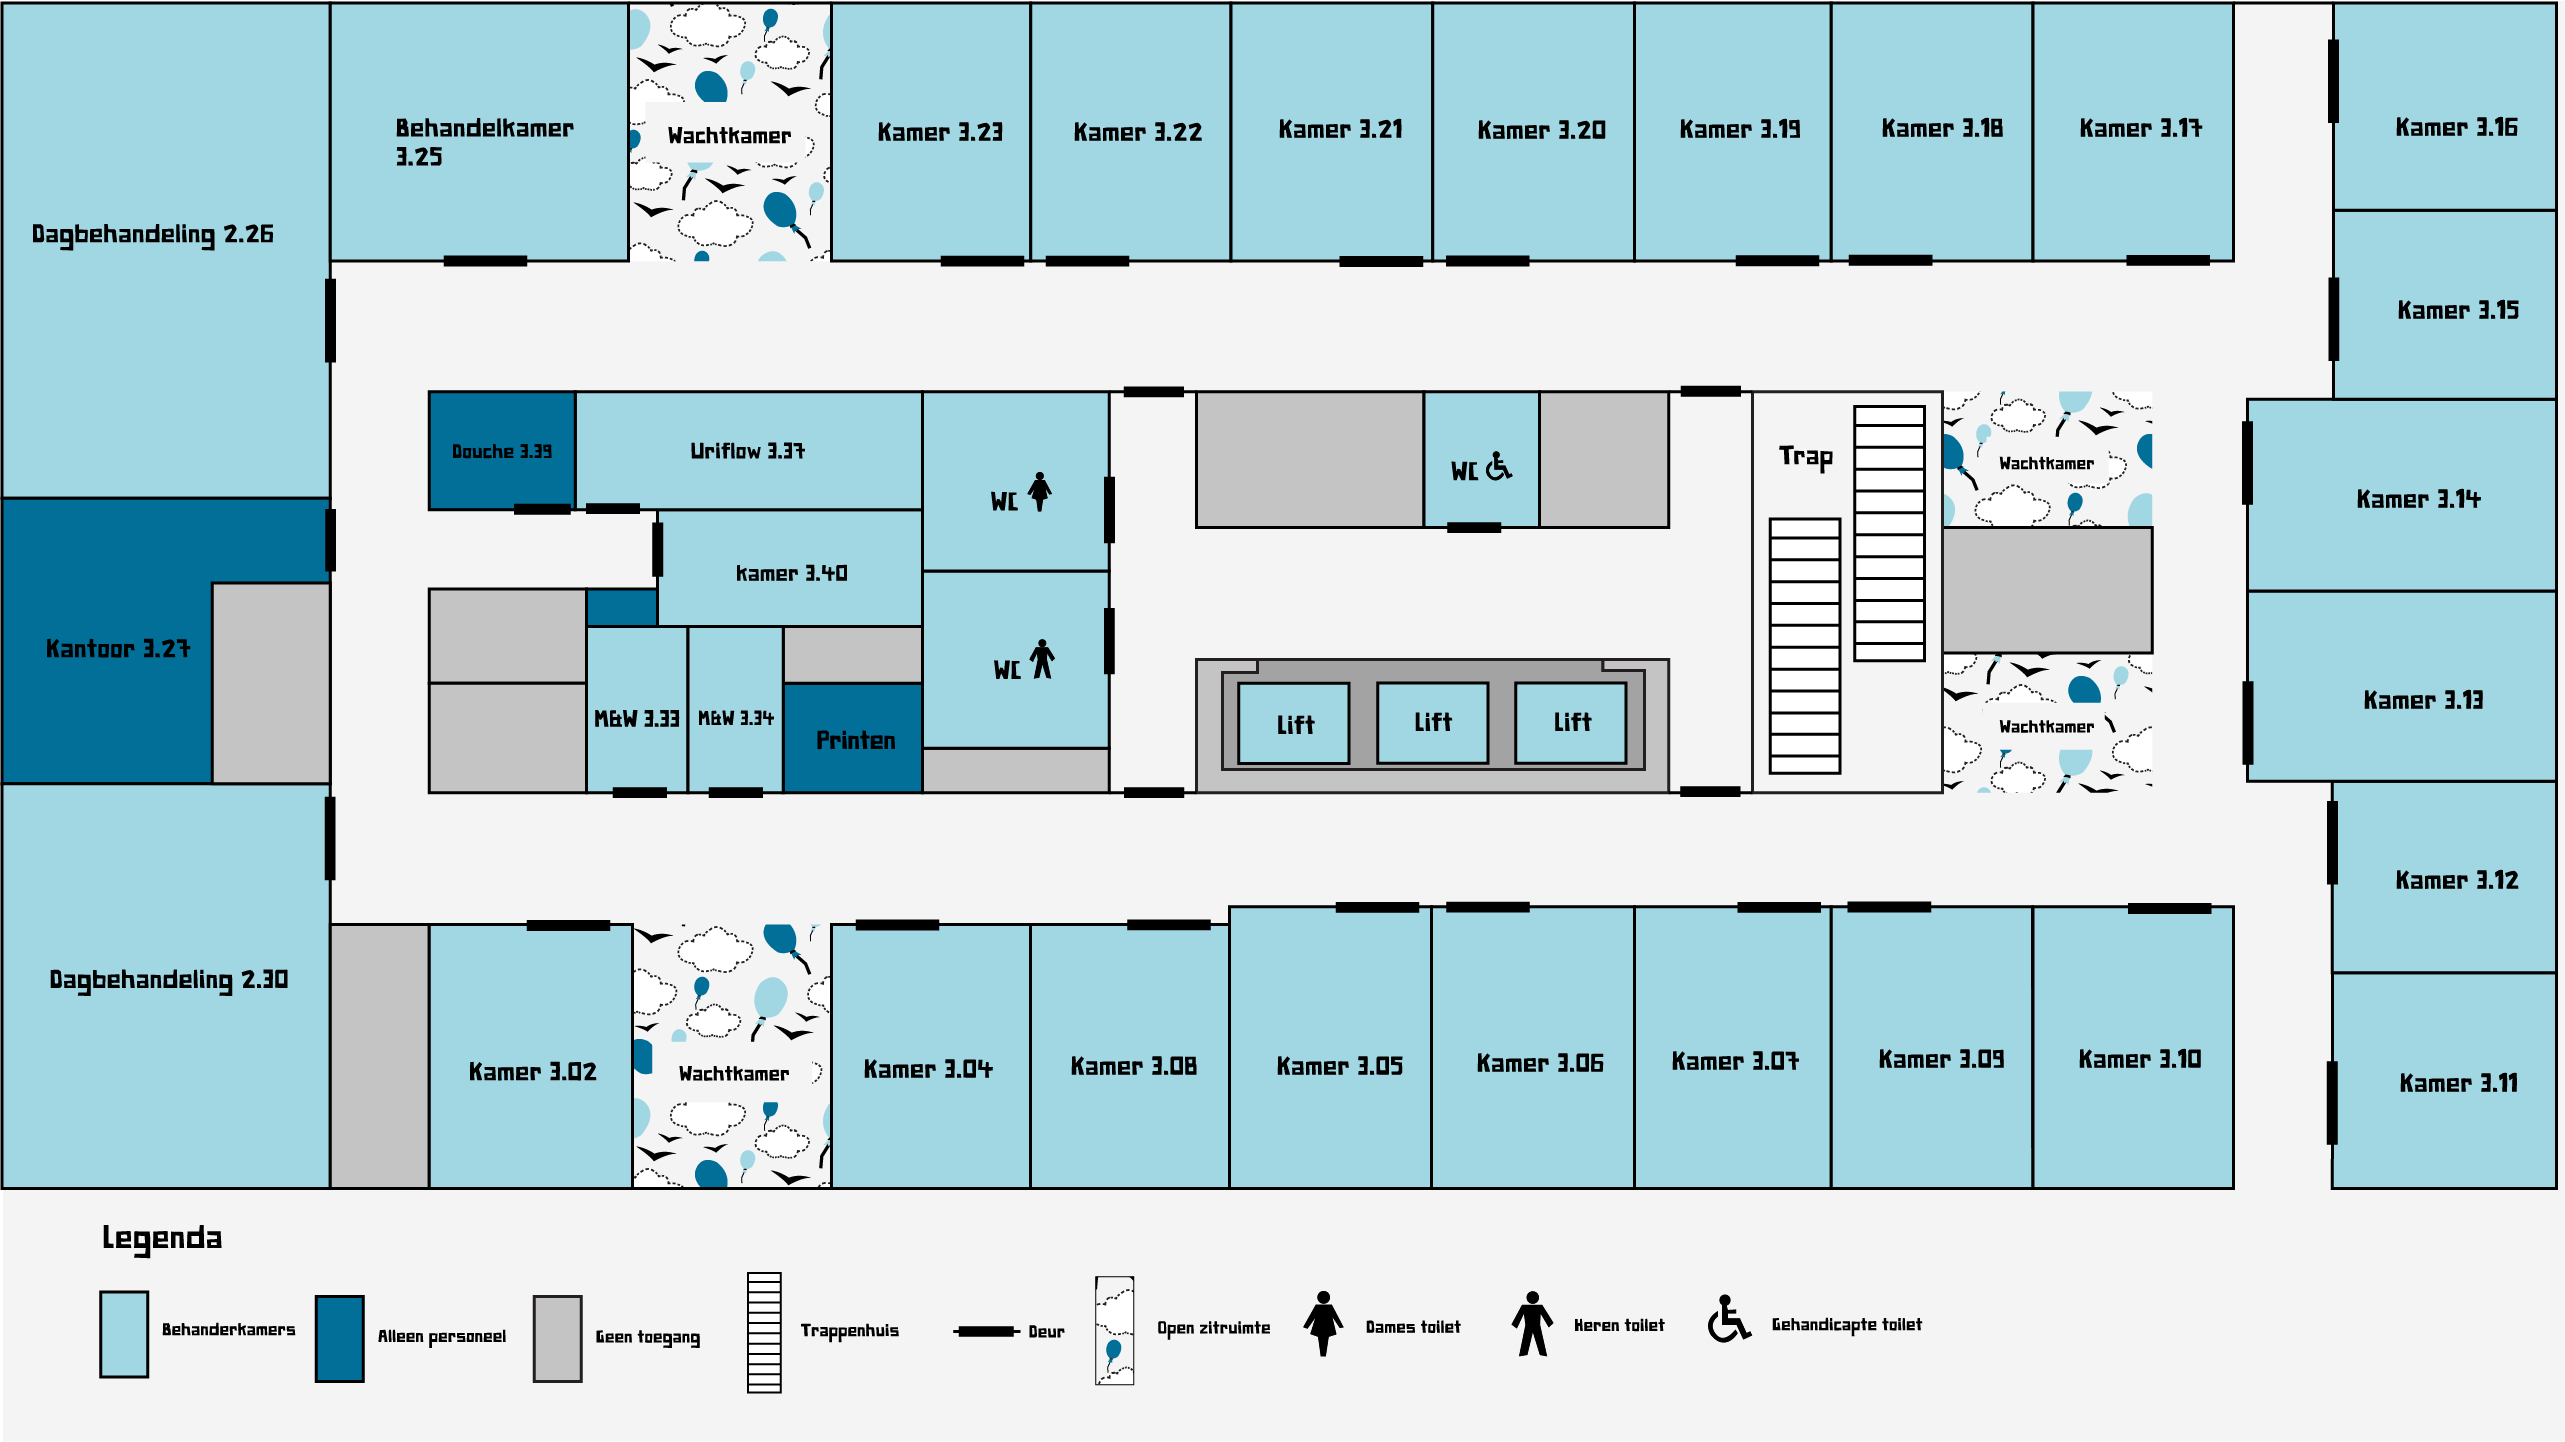 Behandelkamer
3.25
Wachtkamer
Kamer 3.23
Kamer 3.22
Kamer 3.21
Kamer 3.20
Kamer 3.19
Kamer 3.18
Kamer 3.17
Kamer 3.16
Dagbehandeling 2.26
Kamer 3.15
Douche 3.39
Uriflow 3.37
WC
WC
Trap
Wachtkamer
Kamer 3.14
kamer 3.40
Kantoor 3.27
WC
M&W 3.33
M&W 3.34
Printen
Lift
Lift
Lift
Wachtkamer
Kamer 3.13
Kamer 3.12
Dagbehandeling 2.30
Kamer 3.02
Wachtkamer
Kamer 3.04
Kamer 3.08
Kamer 3.05
Kamer 3.06
Kamer 3.07
Kamer 3.09
Kamer 3.10
Kamer 3.11
Legenda
Behanderkamers
Alleen personeel
Geen toegang
Trappenhuis
Deur
Open zitruimte
Dames toilet
Heren toilet
Gehandicapte toilet